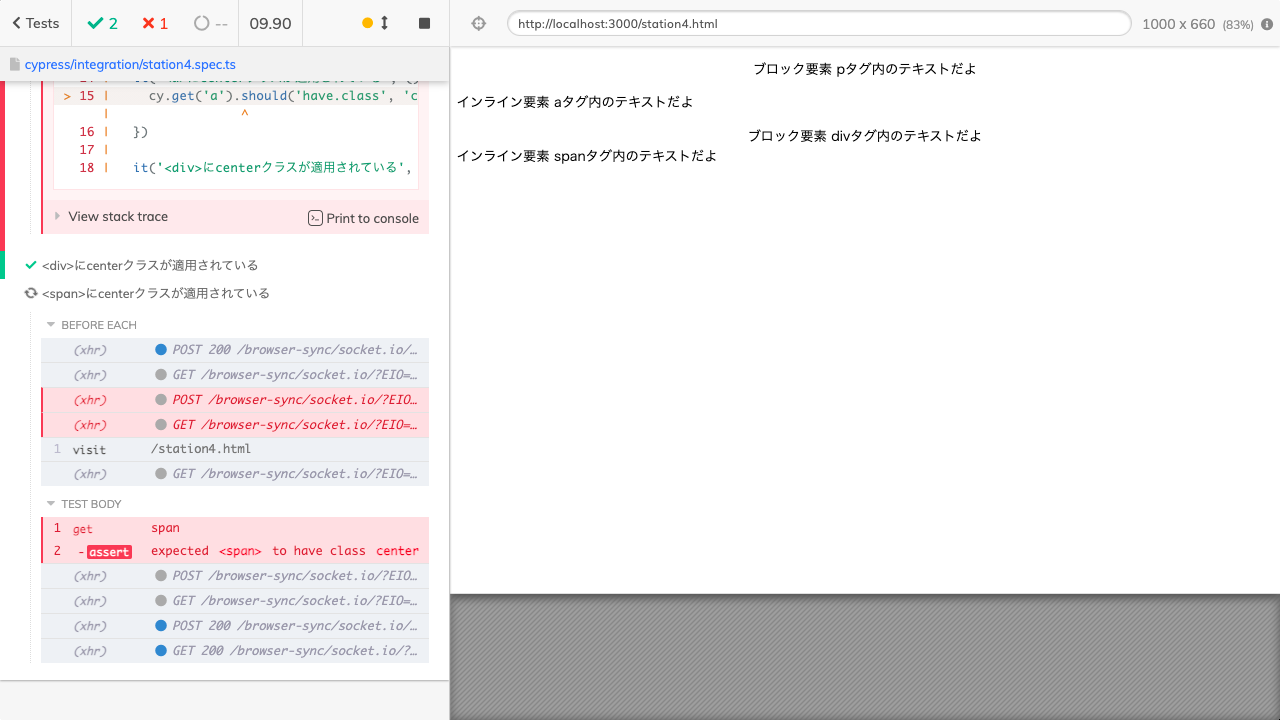 Tests
2
1
--
09.90
http://localhost:3000/station4.html
1000 x 660 (83%)
cypress/integration/station4.spec.ts
> 15 | cy.get('a').should('have.class', 'c
| ^
16 | })
17 |
18 | it('<div>にcenterクラスが適用されている',
View stack trace
Print to console
<div>にcenterクラスが適用されている
<span>にcenterクラスが適用されている
BEFORE EACH
(xhr) POST 200 /browser-sync/socket.io/…
(xhr) GET /browser-sync/socket.io/?EIO=…
(xhr) POST /browser-sync/socket.io/?EIO…
(xhr) GET /browser-sync/socket.io/?EIO=…
1 visit /station4.html
(xhr) GET /browser-sync/socket.io/?EIO=…
TEST BODY
1 get span
2 -assert expected <span> to have class center
(xhr) POST /browser-sync/socket.io/?EIO…
(xhr) GET /browser-sync/socket.io/?EIO=…
(xhr) POST 200 /browser-sync/socket.io/…
(xhr) GET 200 /browser-sync/socket.io/?…
ブロック要素 pタグ内のテキストだよ
インライン要素 aタグ内のテキストだよ
ブロック要素 divタグ内のテキストだよ
インライン要素 spanタグ内のテキストだよ